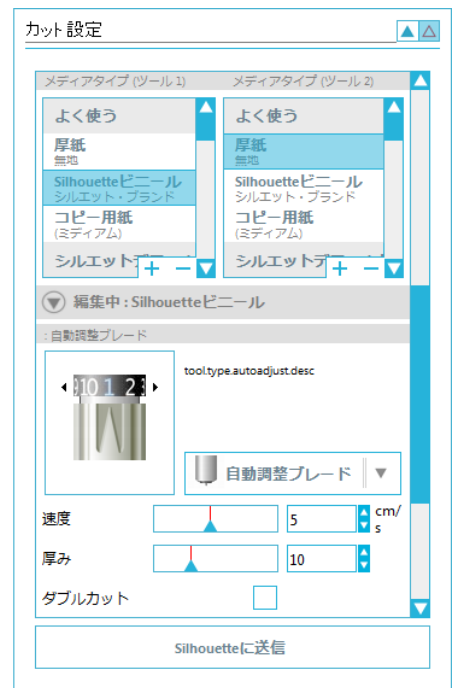 カット設定
メディアタイプ (ツール 1)
メディアタイプ (ツール 2)
よく使う
厚紙
無地
Silhouetteビニール
シルエット・ブランド
コピー用紙
(ミディアム)
よく使う
厚紙
無地
Silhouetteビニール
シルエット・ブランド
コピー用紙
(ミディアム)
編集中 : Silhouetteビニール
: 自動調整ブレード
10 1 2
tool.type.autoadjust.desc
自動調整ブレード
速度
5
cm/
s
厚み
10
ダブルカット
Silhouetteに送信